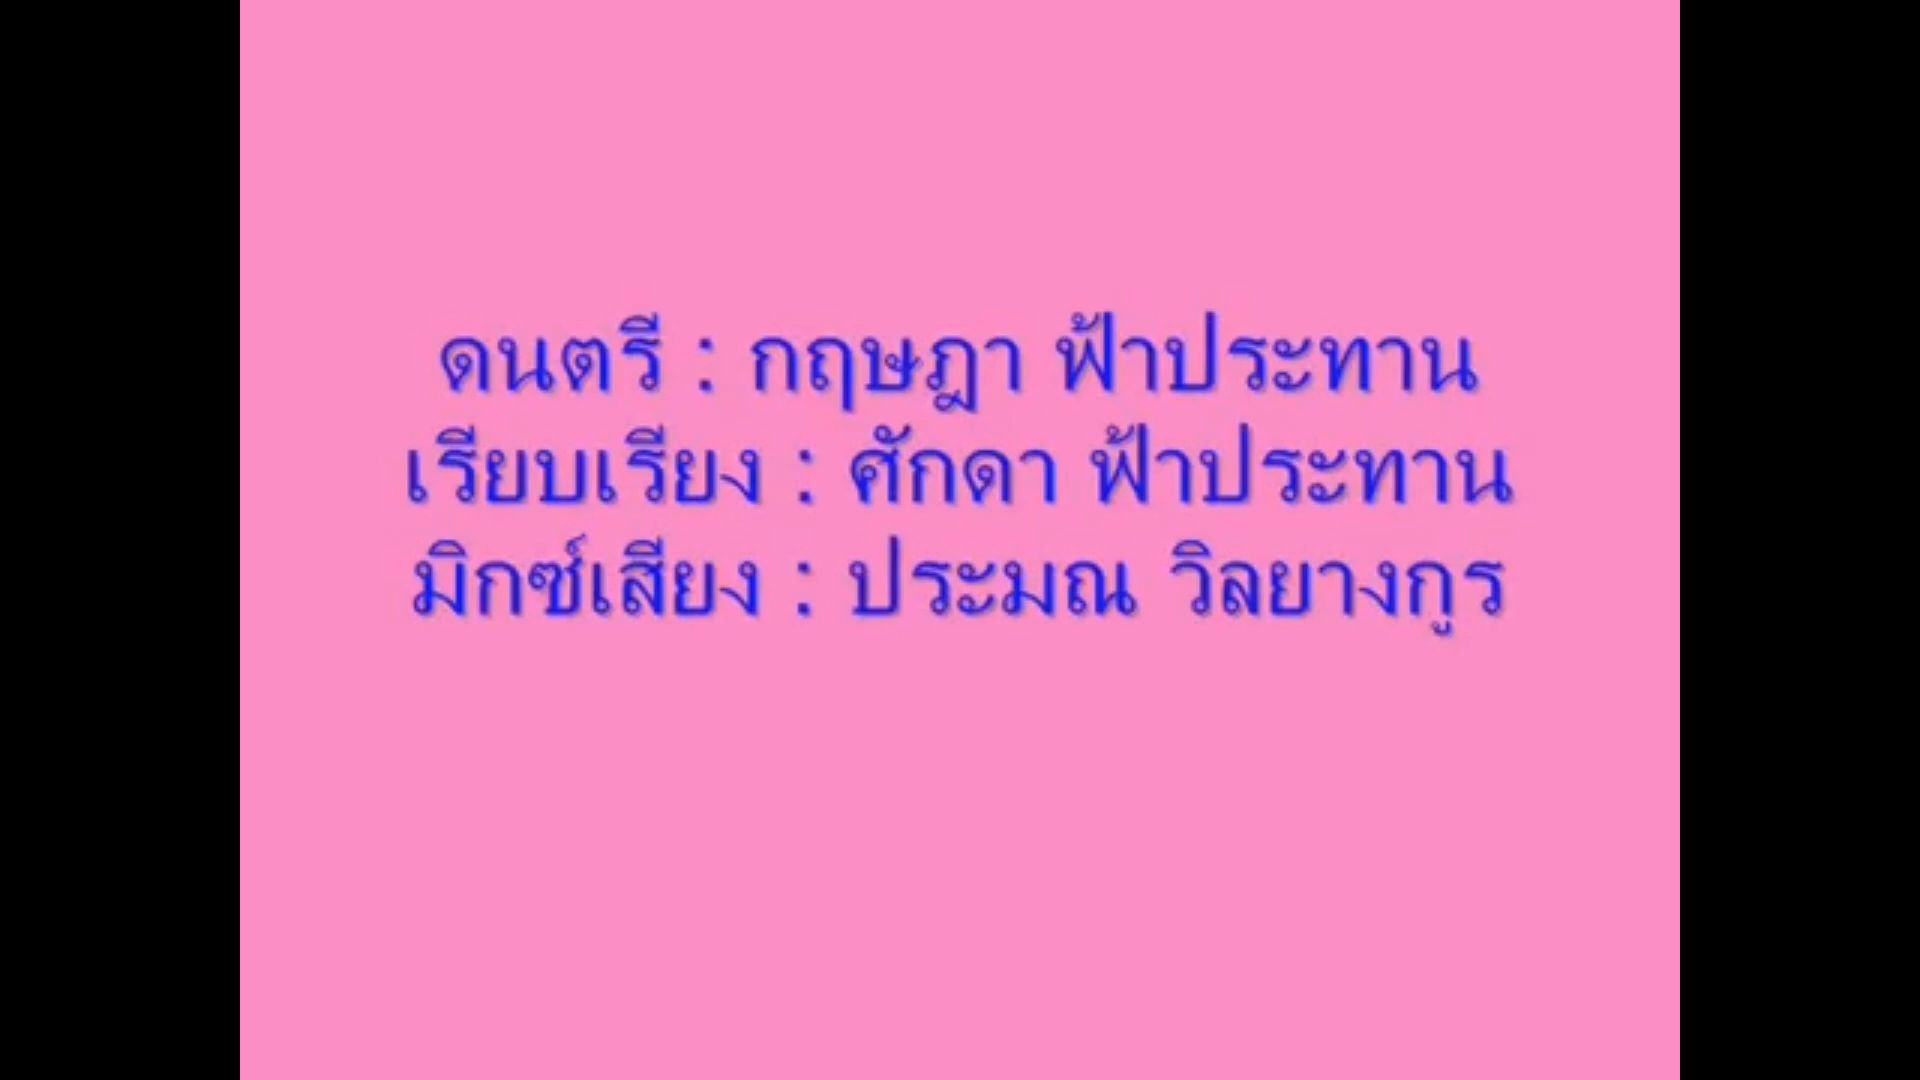 ดนตรี : กฤษฎา ฟ้าประทาน
เรียบเรียง : ศักดา ฟ้าประทาน
มิกซ์เสียง : ประมณ วิลยางกูร